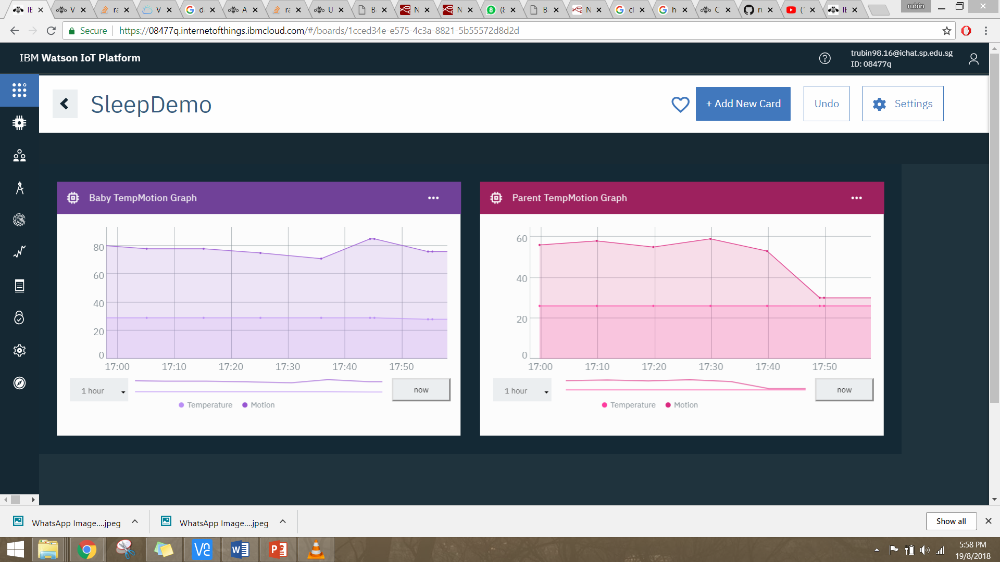 IE V ra V d A ra U B N N (8 B N cl h C ru (1 IE rubin
Secure https://08477q.internetofthings.ibmcloud.com/#/boards/1cced34e-e575-4c3a-8821-5b55572d8d2d
IBM Watson IoT Platform
trubin98.16@ichat.sp.edu.sg
ID: 08477q
SleepDemo
+ Add New Card
Undo
Settings
Baby TempMotion Graph
80
60
40
20
0
17:00 17:10 17:20 17:30 17:40 17:50
1 hour
now
Temperature Motion
Parent TempMotion Graph
60
40
20
0
17:00 17:10 17:20 17:30 17:40 17:50
1 hour
now
Temperature Motion
WhatsApp Image....jpeg
WhatsApp Image....jpeg
Show all
5:58 PM
19/8/2018